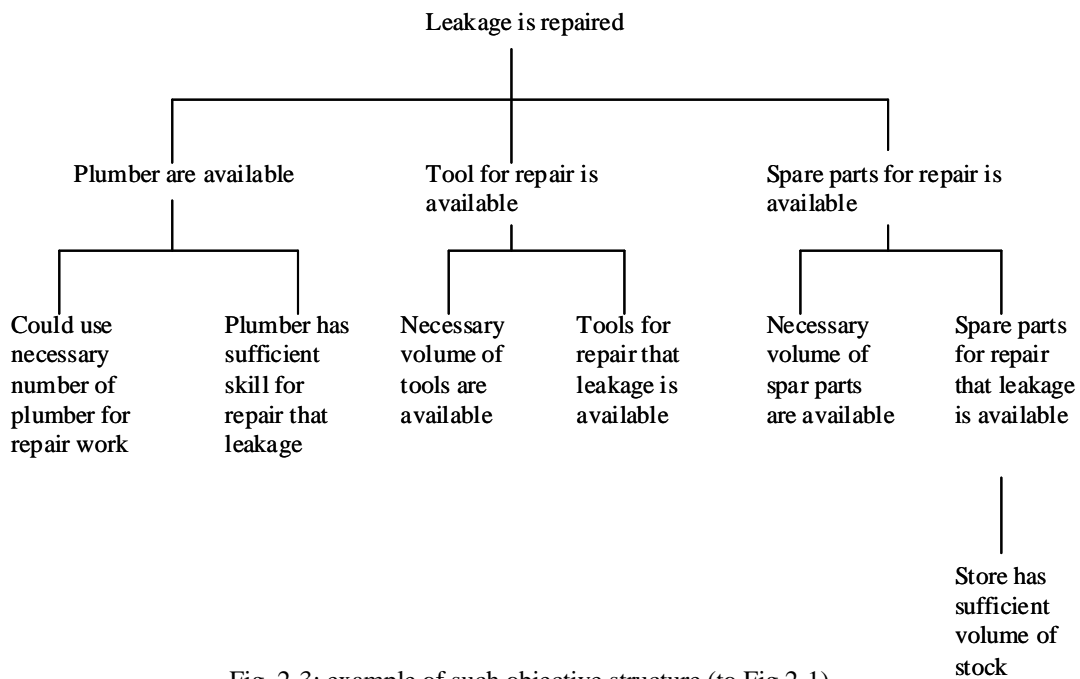 Leakage is repaired
Plumber are available
Tool for repair is
available
Spare parts for repair is
available
Could use
necessary
number of
plumber for
repair work
Plumber has
sufficient
skill for
repair that
leakage
Necessary
volume of
tools are
available
Tools for
repair that
leakage is
available
Necessary
volume of
spar parts
are available
Spare parts
for repair
that leakage
is available
Store has
sufficient
volume of
stock
Fig. 2-3: example of such objective structure (to Fig 2-1)